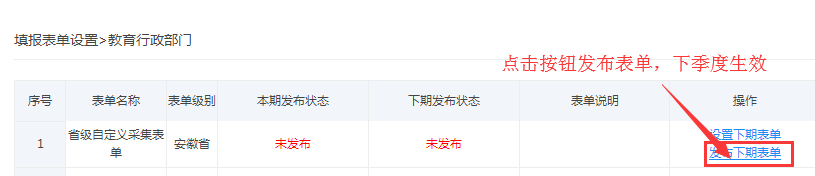 填报表单设置>教育行政部门
点击按钮发布表单，下季度生效
序号 表单名称 表单级别 本期发布状态 下期发布状态 表单说明 操作
1 省级自定义采集表单 安徽省 未发布 未发布 设置下期表单
发布下期表单